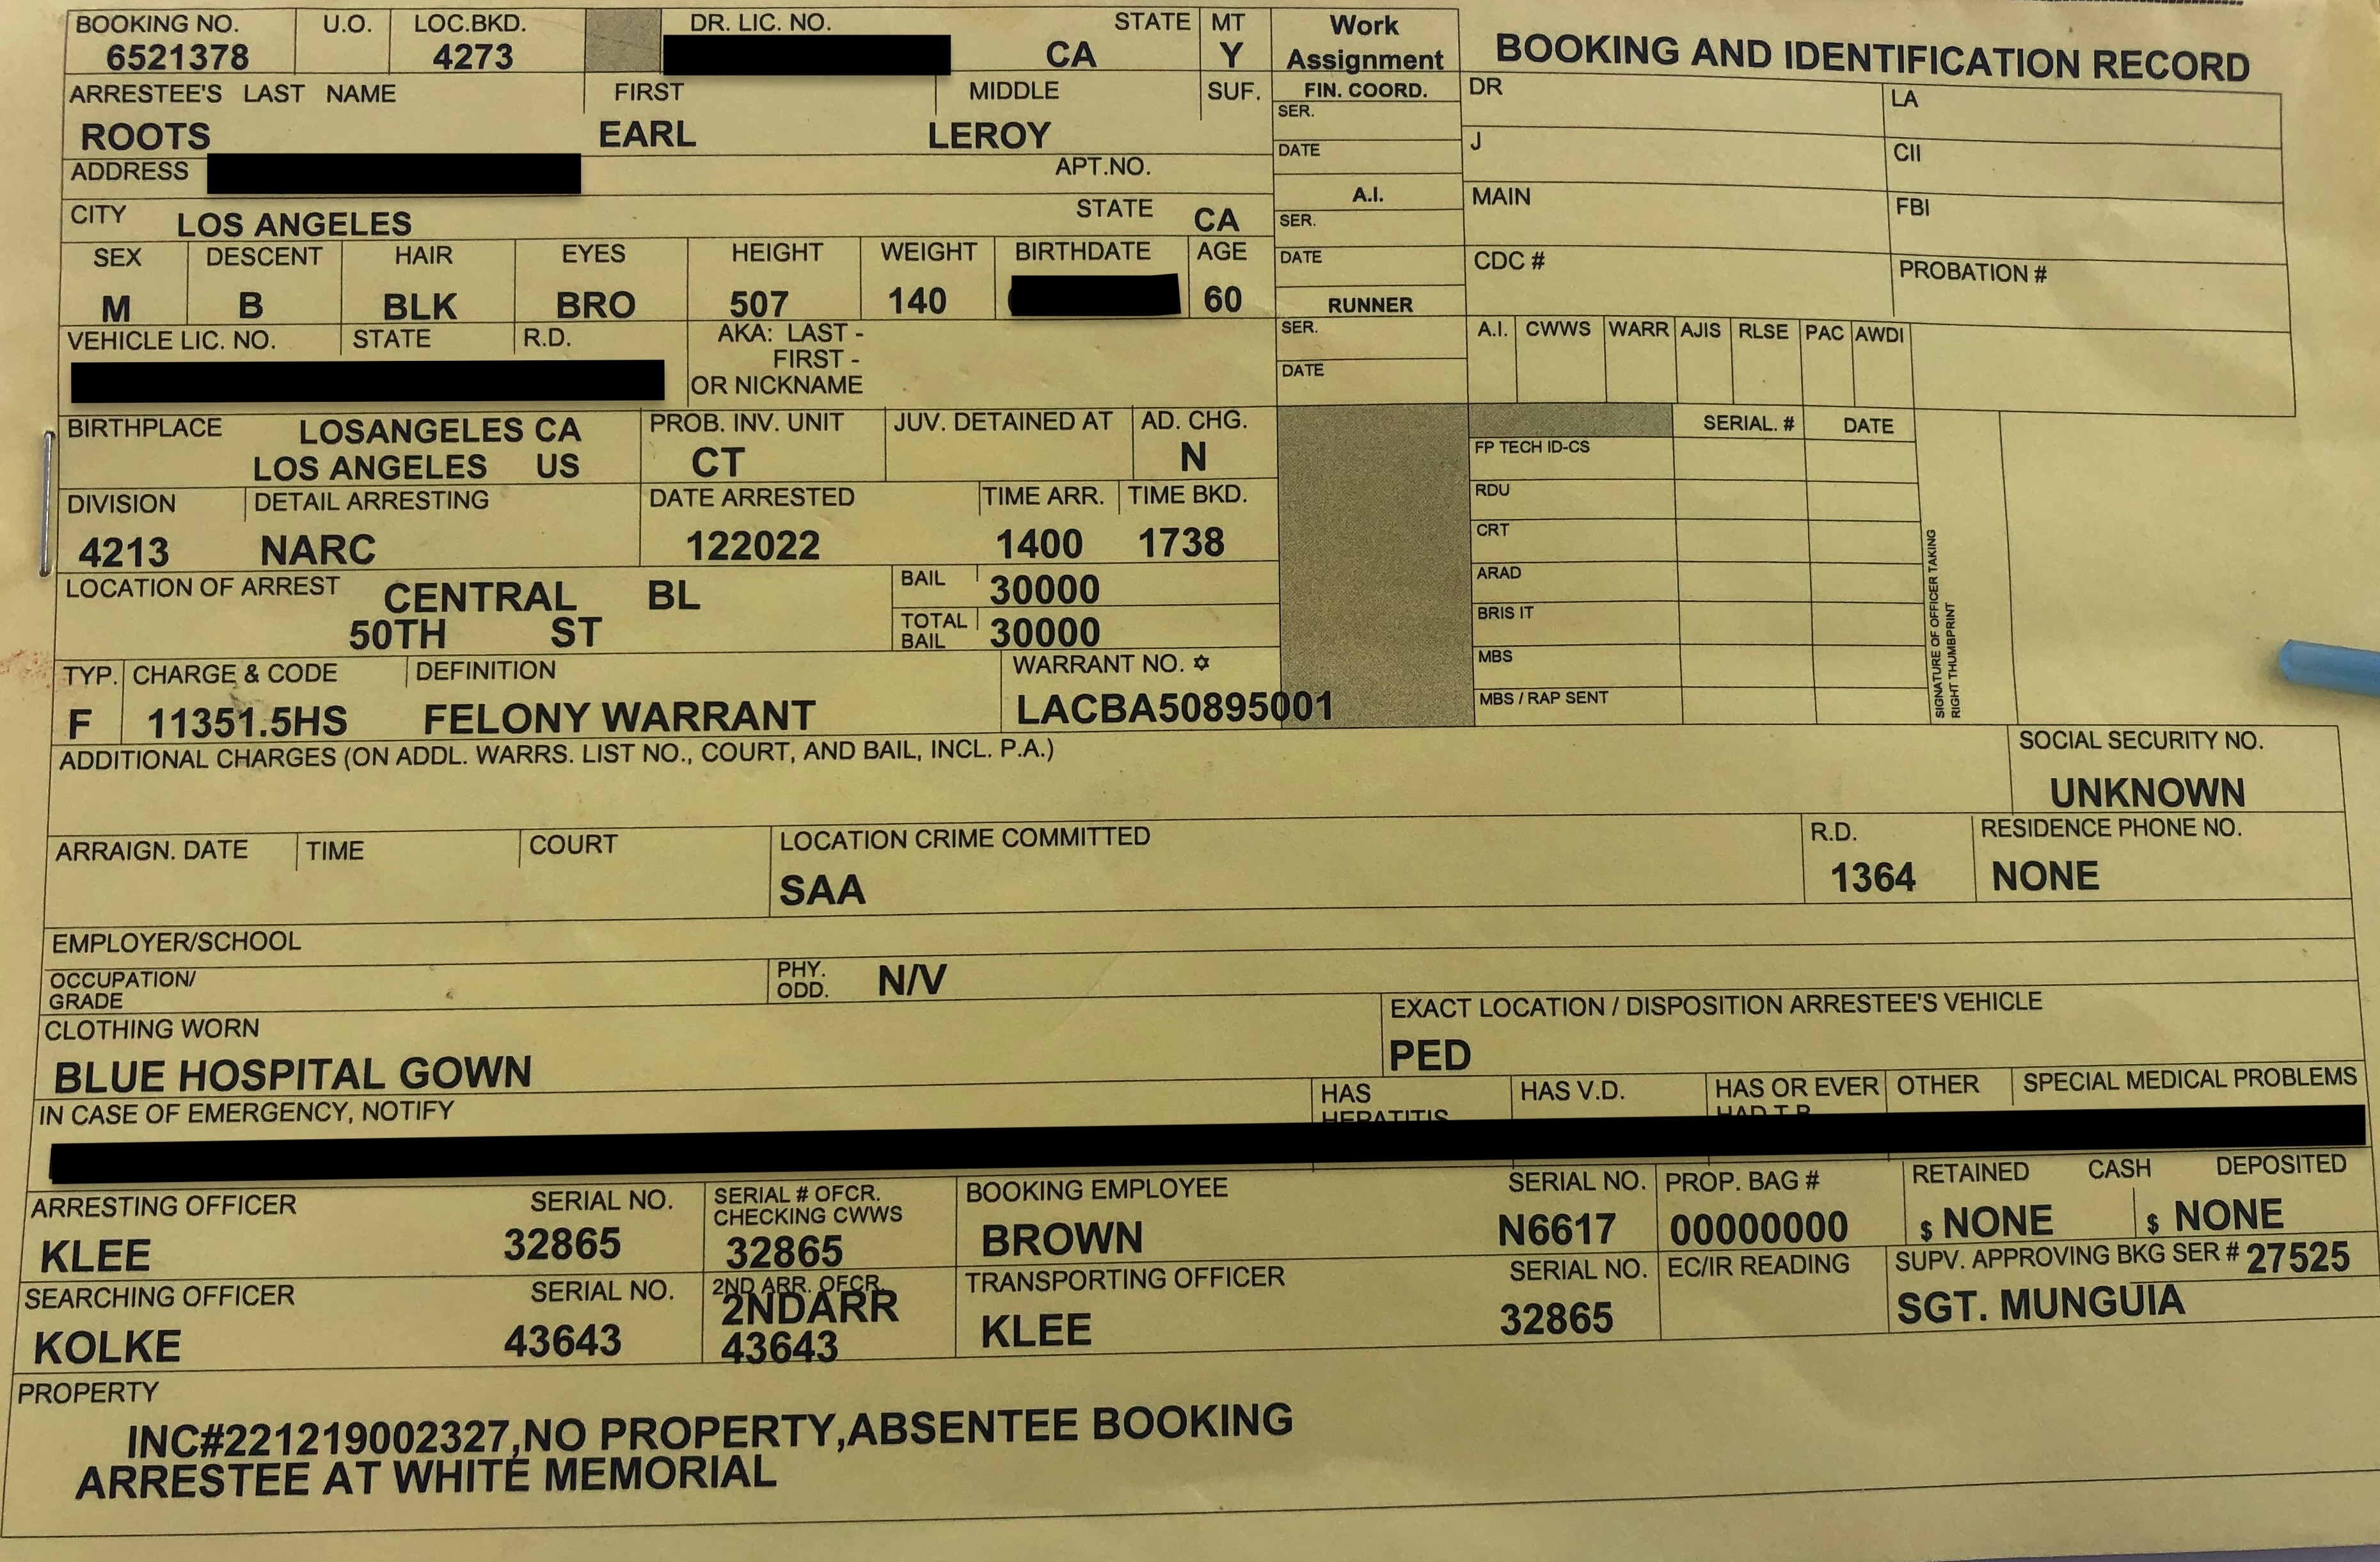 BOOKING NO. U.O. LOC.BKD. DR. LIC. NO. STATE MT
6521378 4273 CA Y
Work
Assignment
BOOKING AND IDENTIFICATION RECORD
ARRESTEE'S LAST NAME FIRST MIDDLE SUF.
ROOTS EARL LEROY
FIN. COORD.
SER.
DATE
DR LA
J CII
ADDRESS APT.NO.
A.I.
MAIN FBI
CITY LOS ANGELES STATE CA
SER.
SEX DESCENT HAIR EYES HEIGHT WEIGHT BIRTHDATE AGE
M B BLK BRO 507 140 60
DATE
CDC # PROBATION #
RUNNER
VEHICLE LIC. NO. STATE R.D. AKA: LAST -
FIRST -
OR NICKNAME
SER.
DATE
A.I. CWWS WARR AJIS RLSE PAC AWDI
BIRTHPLACE LOSANGELES CA
LOS ANGELES US
PROB. INV. UNIT JUV. DETAINED AT AD. CHG.
CT N
SERIAL. # DATE
FP TECH ID-CS
RDU
CRT
ARAD
BRIS IT
MBS
MBS / RAP SENT
SIGNATURE OF OFFICER TAKING
RIGHT THUMBPRINT
DIVISION DETAIL ARRESTING DATE ARRESTED TIME ARR. TIME BKD.
4213 NARC 122022 1400 1738
LOCATION OF ARREST CENTRAL BL
50TH ST
BAIL 30000
TOTAL
BAIL 30000
TYP. CHARGE & CODE DEFINITION WARRANT NO. ✡
F 11351.5HS FELONY WARRANT LACBA50895001
ADDITIONAL CHARGES (ON ADDL. WARRS. LIST NO., COURT, AND BAIL, INCL. P.A.)
SOCIAL SECURITY NO.
UNKNOWN
ARRAIGN. DATE TIME COURT LOCATION CRIME COMMITTED R.D. RESIDENCE PHONE NO.
SAA 1364 NONE
EMPLOYER/SCHOOL
OCCUPATION/
GRADE
PHY.
ODD. N/V
CLOTHING WORN
BLUE HOSPITAL GOWN
EXACT LOCATION / DISPOSITION ARRESTEE'S VEHICLE
PED
IN CASE OF EMERGENCY, NOTIFY
HAS
HEPATITIS
HAS V.D. HAS OR EVER
HAD T.B. OTHER SPECIAL MEDICAL PROBLEMS
ARRESTING OFFICER SERIAL NO.
KLEE 32865
SERIAL # OFCR.
CHECKING CWWS
32865
BOOKING EMPLOYEE SERIAL NO.
BROWN N6617
PROP. BAG #
00000000
RETAINED CASH DEPOSITED
$ NONE $ NONE
SEARCHING OFFICER SERIAL NO.
KOLKE 43643
2ND ARR. OFCR.
2NDARR
43643
TRANSPORTING OFFICER SERIAL NO.
KLEE 32865
EC/IR READING
SUPV. APPROVING BKG SER # 27525
SGT. MUNGUIA
PROPERTY
INC#221219002327,NO PROPERTY,ABSENTEE BOOKING
ARRESTEE AT WHITE MEMORIAL